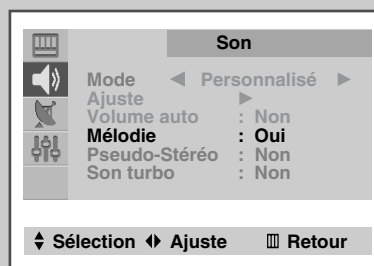 Son
Mode ◀ Personnalisé ▶
Ajuste ▶
Volume auto : Non
Mélodie : Oui
Pseudo-Stéréo : Non
Son turbo : Non
Sélection Ajuste Retour